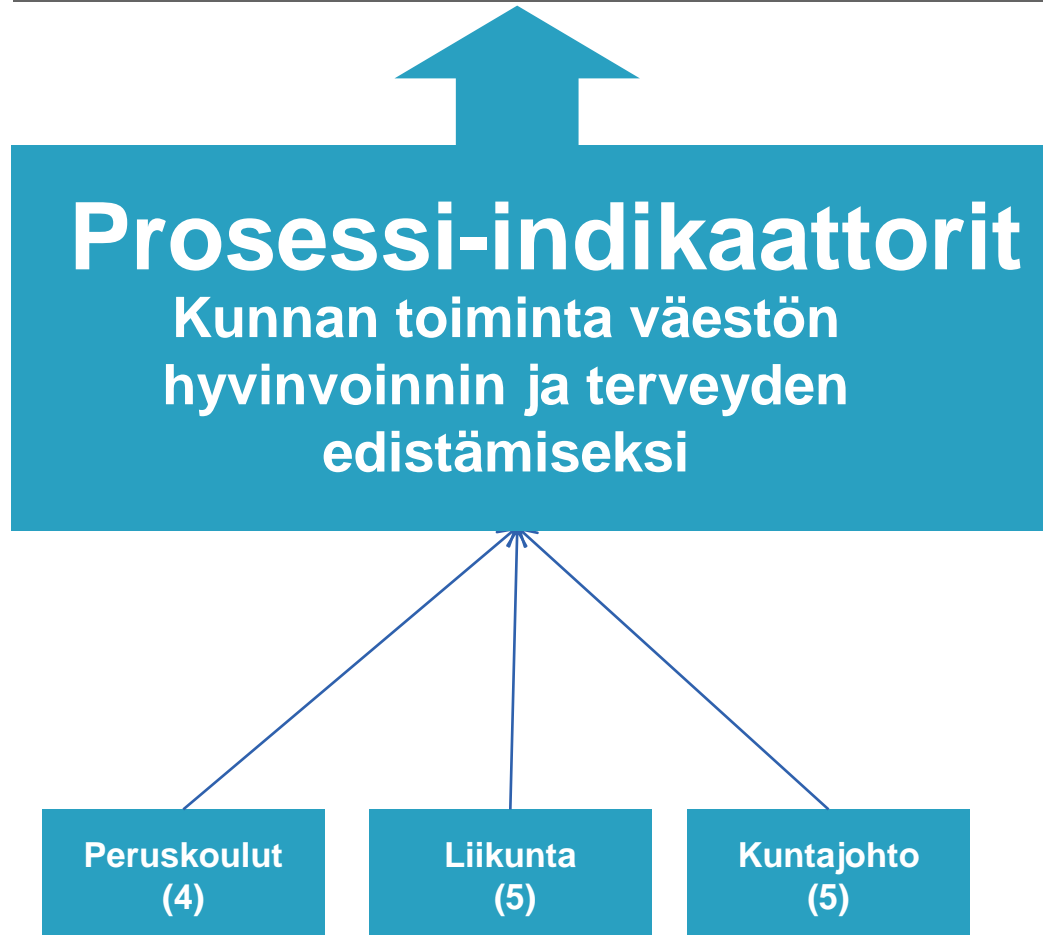 Prosessi-indikaattorit
Kunnan toiminta väestön
hyvinvoinnin ja terveyden
edistämiseksi
Peruskoulut
(4)
Liikunta
(5)
Kuntajohto
(5)